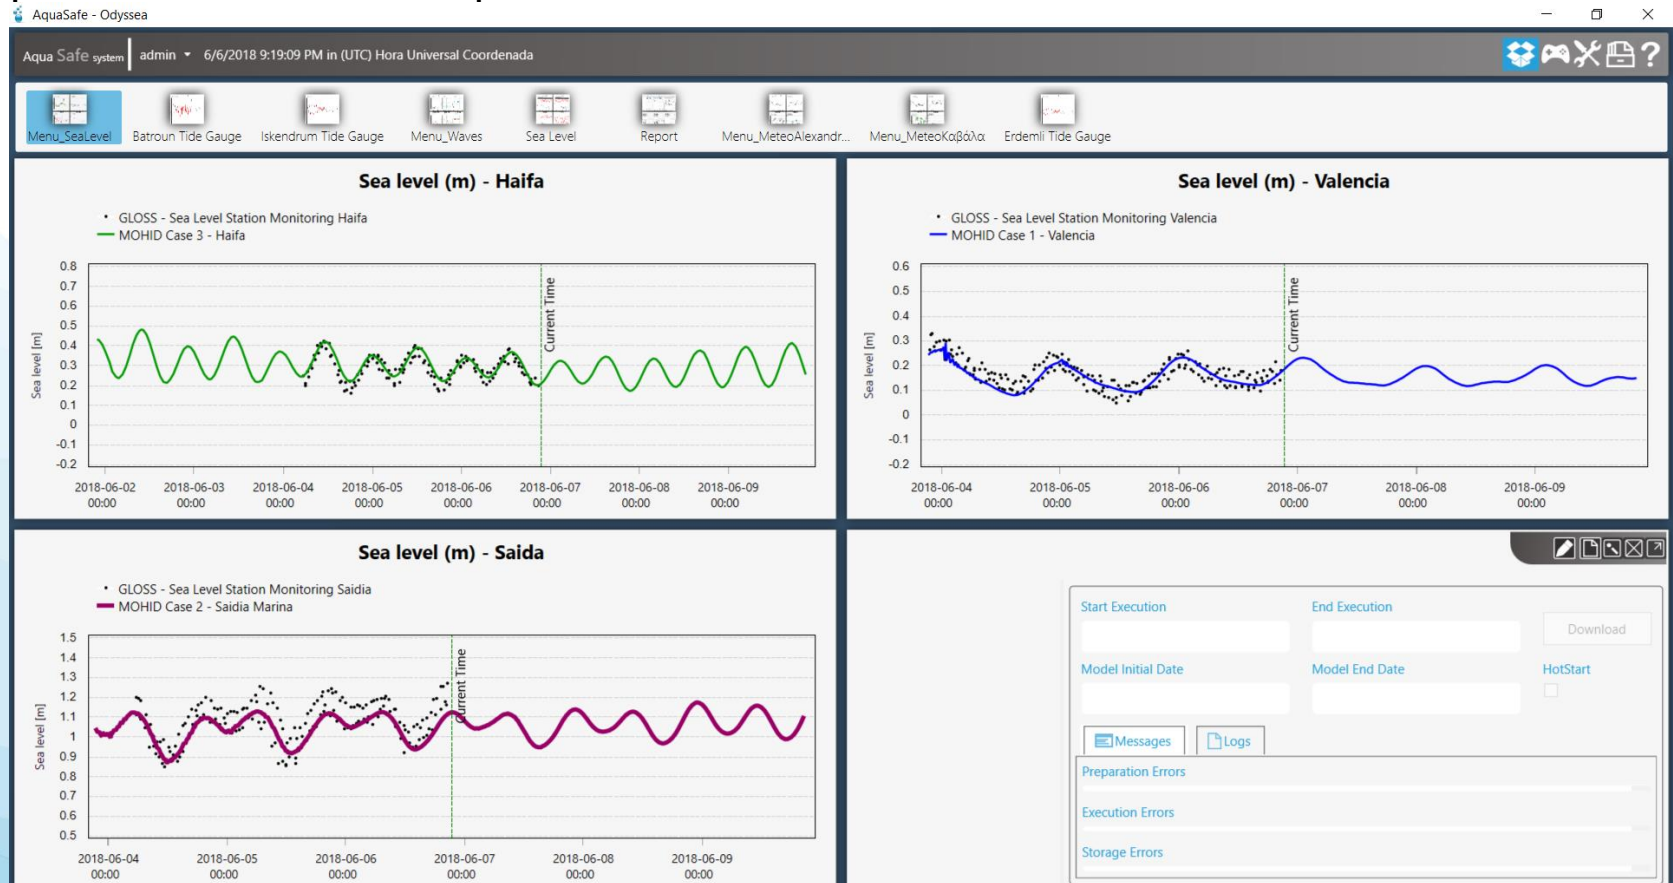 AquaSafe - Odyssea
Aqua Safe system admin 6/6/2018 9:19:09 PM in (UTC) Hora Universal Coordenada
Menu_SeaLevel Batroun Tide Gauge Iskendrum Tide Gauge Menu_Waves Sea Level Report Menu_MeteoAlexandr... Menu_MeteoΚαβάλα Erdemli Tide Gauge
Sea level (m) - Haifa
GLOSS - Sea Level Station Monitoring Haifa
MOHID Case 3 - Haifa
Sea level [m]
0.8
0.7
0.6
0.5
0.4
0.3
0.2
0.1
0
-0.1
-0.2
Current Time
2018-06-02 2018-06-03 2018-06-04 2018-06-05 2018-06-06 2018-06-07 2018-06-08 2018-06-09
00:00 00:00 00:00 00:00 00:00 00:00 00:00 00:00
Sea level (m) - Valencia
GLOSS - Sea Level Station Monitoring Valencia
MOHID Case 1 - Valencia
Sea level [m]
0.6
0.5
0.4
0.3
0.2
0.1
0
-0.1
-0.2
Current Time
2018-06-04 2018-06-05 2018-06-06 2018-06-07 2018-06-08 2018-06-09
00:00 00:00 00:00 00:00 00:00 00:00
Sea level (m) - Saida
GLOSS - Sea Level Station Monitoring Saidia
MOHID Case 2 - Saidia Marina
Sea level [m]
1.5
1.4
1.3
1.2
1.1
1
0.9
0.8
0.7
0.6
0.5
Current Time
2018-06-04 2018-06-05 2018-06-06 2018-06-07 2018-06-08 2018-06-09
00:00 00:00 00:00 00:00 00:00 00:00
Start Execution End Execution
Download
Model Initial Date Model End Date HotStart
Messages Logs
Preparation Errors
Execution Errors
Storage Errors